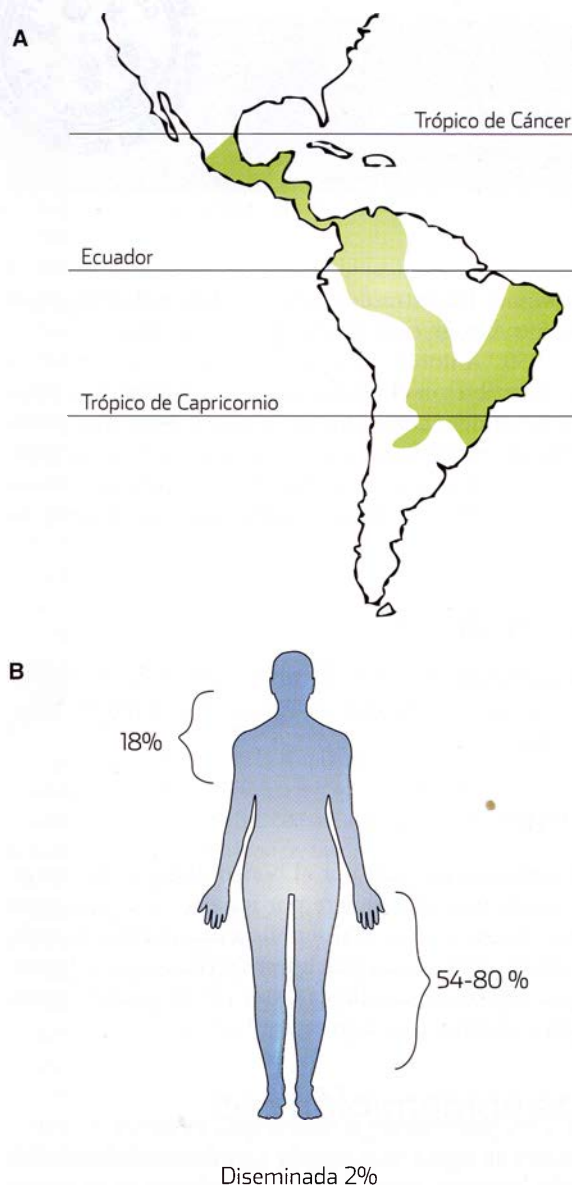 A
Trópico de Cáncer
Ecuador
Trópico de Capricornio
B
18%
54-80 %
Diseminada 2%